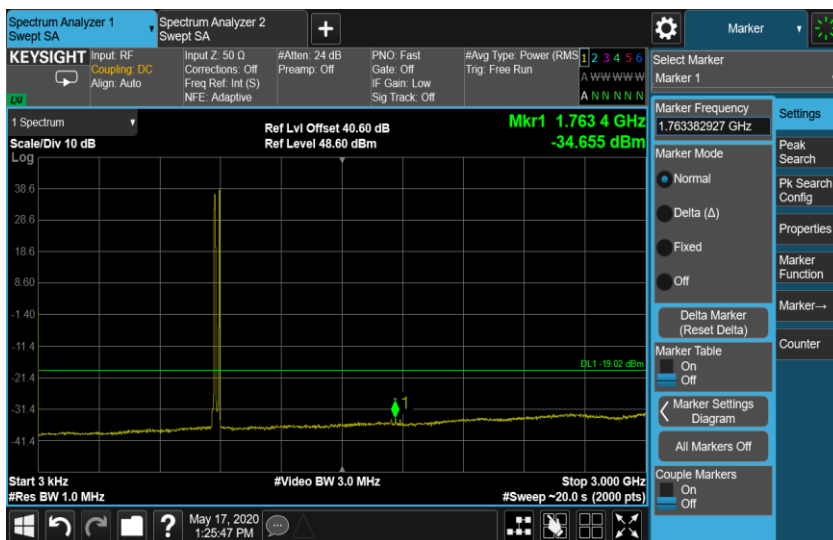 Spectrum Analyzer 1
Swept SA
Spectrum Analyzer 2
Swept SA
Marker
KEYSIGHT
LXI
Input: RF
Coupling: DC
Align: Auto
Input Z: 50 Ω
Corrections: Off
Freq Ref: Int (S)
NFE: Adaptive
#Atten: 24 dB
Preamp: Off
PNO: Fast
Gate: Off
IF Gain: Low
Sig Track: Off
#Avg Type: Power (RMS
Trig: Free Run
1 2 3 4 5 6
A W W W W W
A N N N N N
Select Marker
Marker 1
1 Spectrum
Scale/Div 10 dB
Log
Ref Lvl Offset 40.60 dB
Ref Level 48.60 dBm
Mkr1 1.763 4 GHz
-34.655 dBm
38.6
28.6
18.6
8.60
-1.40
-11.4
-21.4
-31.4
-41.4
DL1 -19.02 dBm
1
Start 3 kHz
#Res BW 1.0 MHz
#Video BW 3.0 MHz
Stop 3.000 GHz
#Sweep ~20.0 s (2000 pts)
Marker Frequency
1.763382927 GHz
Marker Mode
Normal
Delta (Δ)
Fixed
Off
Delta Marker
(Reset Delta)
Marker Table
On
Off
Marker Settings
Diagram
All Markers Off
Couple Markers
On
Off
Settings
Peak
Search
Pk Search
Config
Properties
Marker
Function
Marker→
Counter
?
May 17, 2020
1:25:47 PM